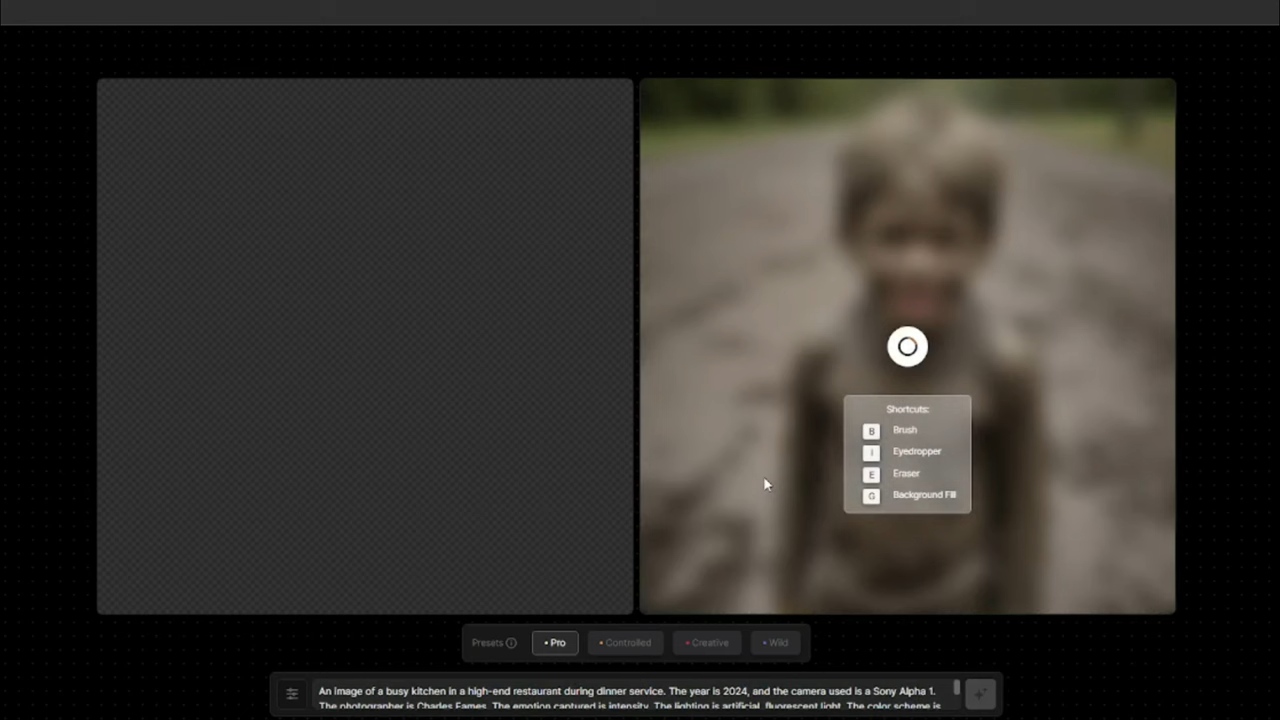 Shortcuts:
B Brush
I Eyedropper
E Eraser
G Background Fill
Presets Pro Controlled Creative Wild
An image of a busy kitchen in a high-end restaurant during dinner service. The year is 2024, and the camera used is a Sony Alpha 1.
The photographer is Charles Eames. The emotion captured is intensity. The lighting is artificial, fluorescent light. The color scheme is